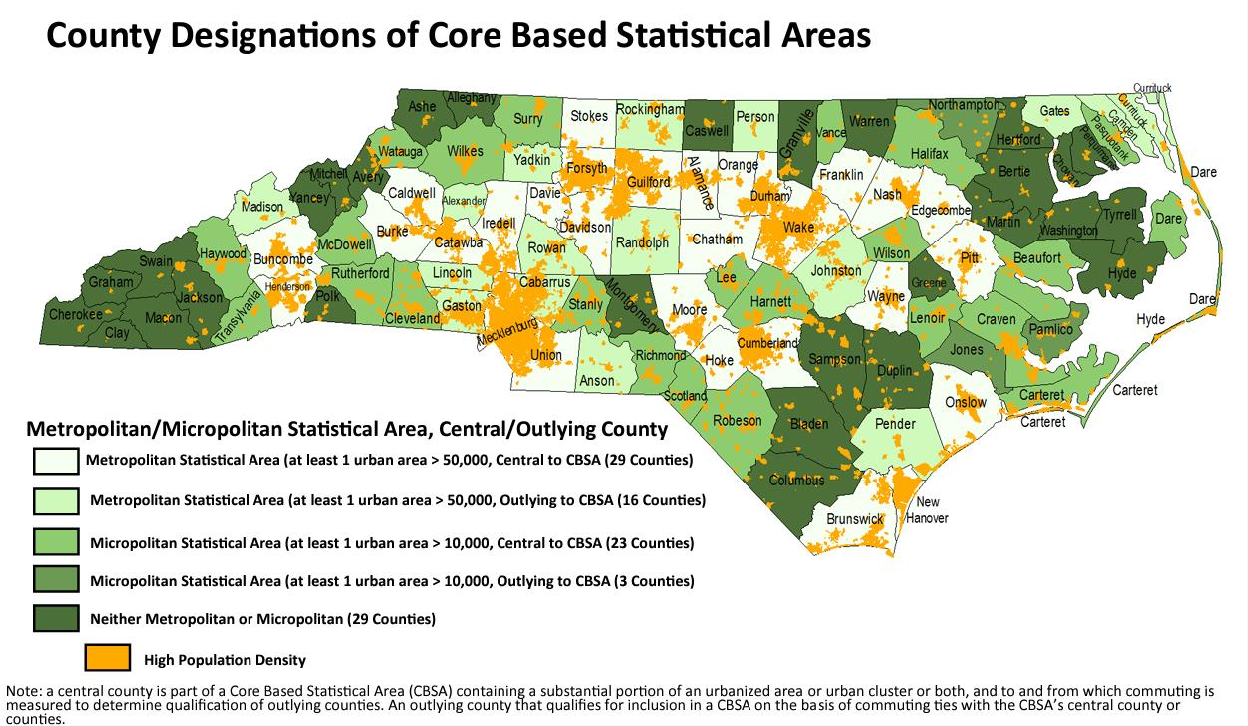 County Designations of Core Based Statistical Areas
Currituck
Ashe
Alleghany
Surry
Stokes
Rockingham
Caswell
Person
Granville
Vance
Warren
Northampton
Gates
Currituck
Camden
Pasquotank
Perquimans
Chowan
Hertford
Watauga
Wilkes
Yadkin
Forsyth
Guilford
Alamance
Orange
Durham
Franklin
Halifax
Bertie
Dare
Mitchell
Avery
Yancey
Caldwell
Alexander
Davie
Iredell
Nash
Edgecombe
Madison
Burke
Catawba
Davidson
Wake
Martin
Washington
Tyrrell
Dare
Haywood
Buncombe
McDowell
Rowan
Randolph
Chatham
Wilson
Pitt
Beaufort
Hyde
Swain
Graham
Jackson
Henderson
Rutherford
Lincoln
Cabarrus
Lee
Johnston
Greene
Wayne
Cherokee
Macon
Clay
Transylvania
Polk
Cleveland
Gaston
Mecklenburg
Stanly
Montgomery
Moore
Harnett
Lenoir
Craven
Pamlico
Dare
Hyde
Union
Anson
Richmond
Hoke
Cumberland
Sampson
Duplin
Jones
Scotland
Robeson
Bladen
Pender
Onslow
Carteret
Carteret
Carteret
Columbus
Brunswick
New
Hanover
Metropolitan/Micropolitan Statistical Area, Central/Outlying County
Metropolitan Statistical Area (at least 1 urban area > 50,000, Central to CBSA (29 Counties)
Metropolitan Statistical Area (at least 1 urban area > 50,000, Outlying to CBSA (16 Counties)
Micropolitan Statistical Area (at least 1 urban area > 10,000, Central to CBSA (23 Counties)
Micropolitan Statistical Area (at least 1 urban area > 10,000, Outlying to CBSA (3 Counties)
Neither Metropolitan or Micropolitan (29 Counties)
High Population Density
Note: a central county is part of a Core Based Statistical Area (CBSA) containing a substantial portion of an urbanized area or urban cluster or both, and to and from which commuting is
measured to determine qualification of outlying counties. An outlying county that qualifies for inclusion in a CBSA on the basis of commuting ties with the CBSA's central county or
counties.